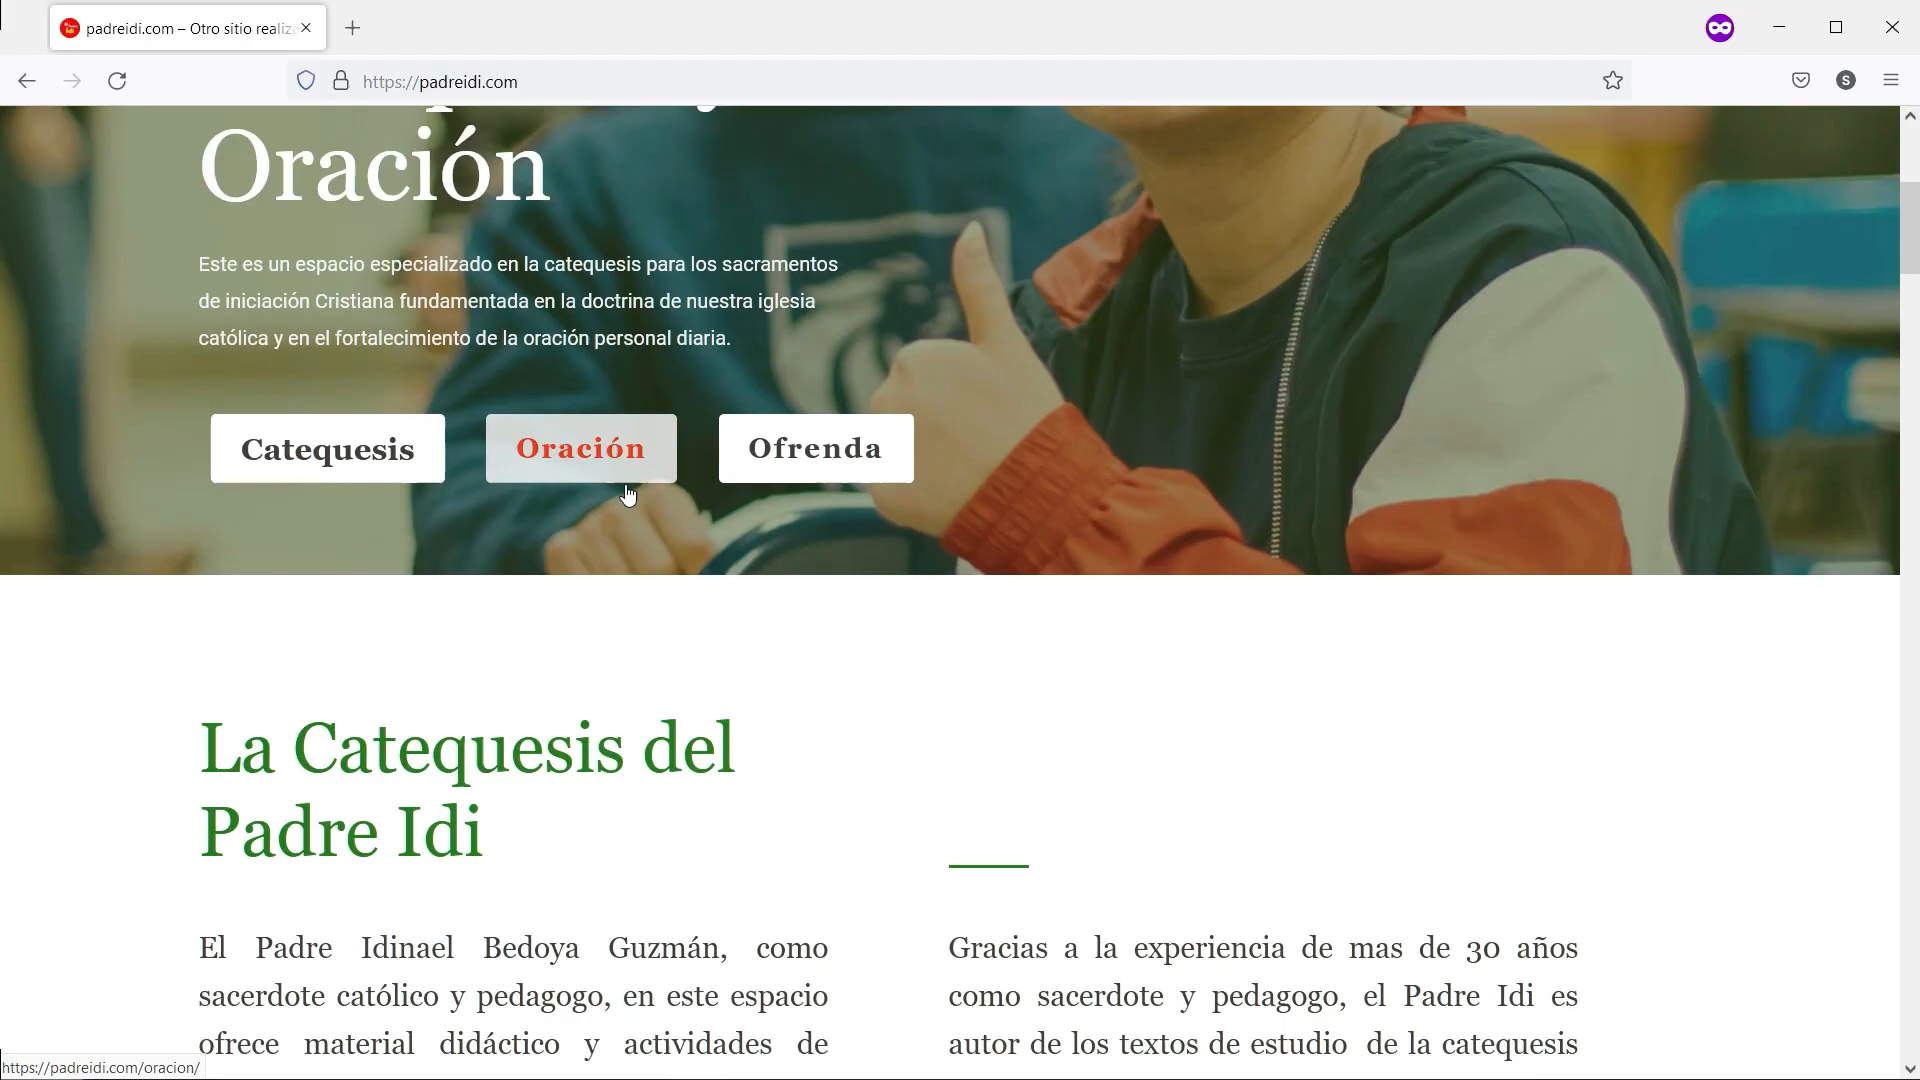 padreidi.com – Otro sitio realiza
https://padreidi.com
S
Oración
Este es un espacio especializado en la catequesis para los sacramentos
de iniciación Cristiana fundamentada en la doctrina de nuestra iglesia
católica y en el fortalecimiento de la oración personal diaria.
Catequesis
Oración
Ofrenda
La Catequesis del
Padre Idi
El Padre Idinael Bedoya Guzmán, como
sacerdote católico y pedagogo, en este espacio
ofrece material didáctico y actividades de
Gracias a la experiencia de mas de 30 años
como sacerdote y pedagogo, el Padre Idi es
autor de los textos de estudio de la catequesis
https://padreidi.com/oracion/